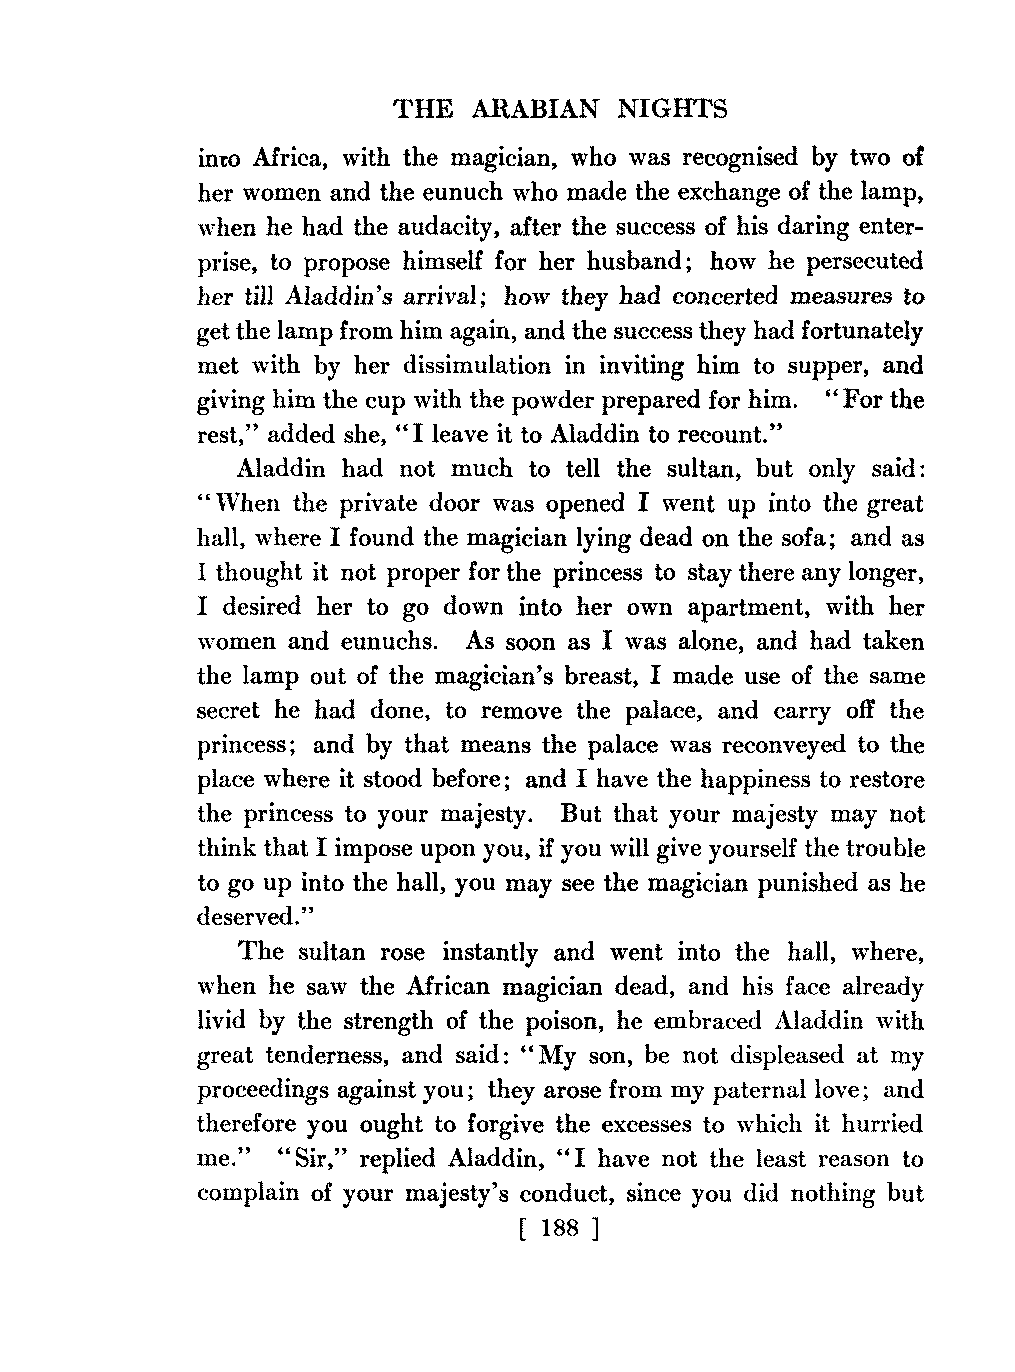 THE ARABIAN NIGHTS
into Africa, with the magician, who was recognised by two of
her women and the eunuch who made the exchange of the lamp,
when he had the audacity, after the success of his daring enter-
prise, to propose himself for her husband; how he persecuted
her till Aladdin's arrival; how they had concerted measures to
get the lamp from him again, and the success they had fortunately
met with by her dissimulation in inviting him to supper, and
giving him the cup with the powder prepared for him. "For the
rest," added she, "I leave it to Aladdin to recount."
Aladdin had not much to tell the sultan, but only said:
"When the private door was opened I went up into the great
hall, where I found the magician lying dead on the sofa; and as
I thought it not proper for the princess to stay there any longer,
I desired her to go down into her own apartment, with her
women and eunuchs. As soon as I was alone, and had taken
the lamp out of the magician's breast, I made use of the same
secret he had done, to remove the palace, and carry off the
princess; and by that means the palace was reconveyed to the
place where it stood before; and I have the happiness to restore
the princess to your majesty. But that your majesty may not
think that I impose upon you, if you will give yourself the trouble
to go up into the hall, you may see the magician punished as he
deserved."
The sultan rose instantly and went into the hall, where,
when he saw the African magician dead, and his face already
livid by the strength of the poison, he embraced Aladdin with
great tenderness, and said: "My son, be not displeased at my
proceedings against you; they arose from my paternal love; and
therefore you ought to forgive the excesses to which it hurried
me." "Sir," replied Aladdin, "I have not the least reason to
complain of your majesty's conduct, since you did nothing but
[ 188 ]